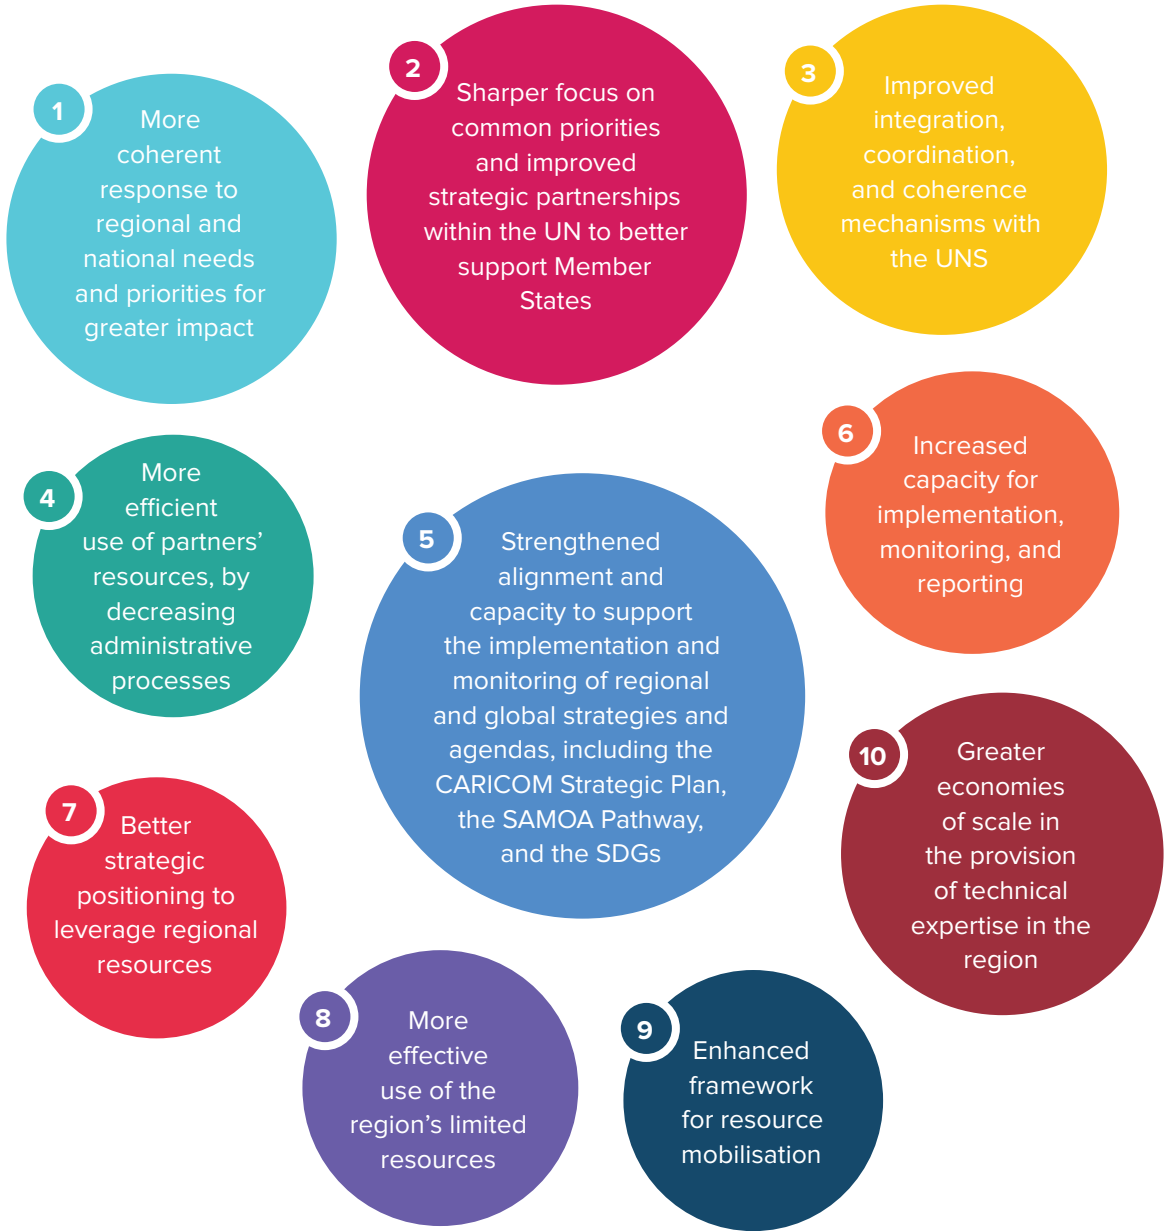 1
More
coherent
response to
regional and
national needs
and priorities for
greater impact
2
Sharper focus on
common priorities
and improved
strategic partnerships
within the UN to better
support Member
States
3
Improved
integration,
coordination,
and coherence
mechanisms with
the UNS
4
More
efficient
use of partners’
resources, by
decreasing
administrative
processes
5
Strengthened
alignment and
capacity to support
the implementation and
monitoring of regional
and global strategies and
agendas, including the
CARICOM Strategic Plan,
the SAMOA Pathway,
and the SDGs
6
Increased
capacity for
implementation,
monitoring, and
reporting
7
Better
strategic
positioning to
leverage regional
resources
8
More
effective
use of the
region’s limited
resources
9
Enhanced
framework
for resource
mobilisation
10
Greater
economies
of scale in
the provision
of technical
expertise in the
region